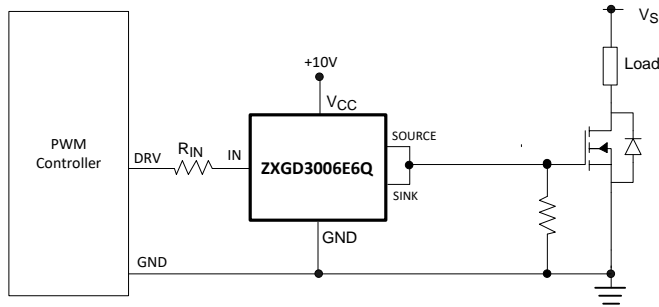 V_S
+10V
Load
V_CC
SOURCE
PWM
Controller
DRV
R_IN
IN
ZXGD3006E6Q
SINK
GND
GND